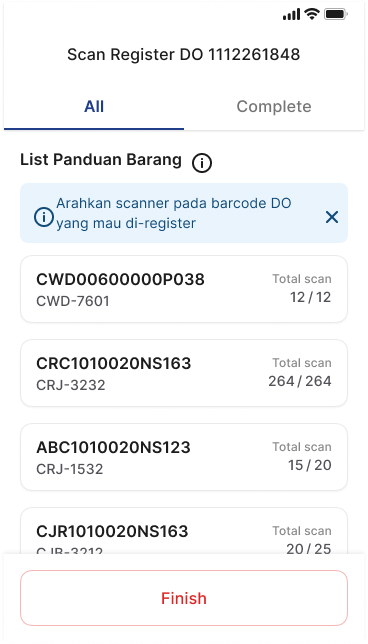 Scan Register DO 1112261848
All
Complete
List Panduan Barang
Arahkan scanner pada barcode DO
yang mau di-register
CWD00600000P038
Total scan
CWD-7601
12 / 12
CRC1010020NS163
Total scan
CRJ-3232
264 / 264
ABC1010020NS123
Total scan
CRJ-1532
15 / 20
CJR1010020NS163
Total scan
CJB-3212
20 / 25
Finish